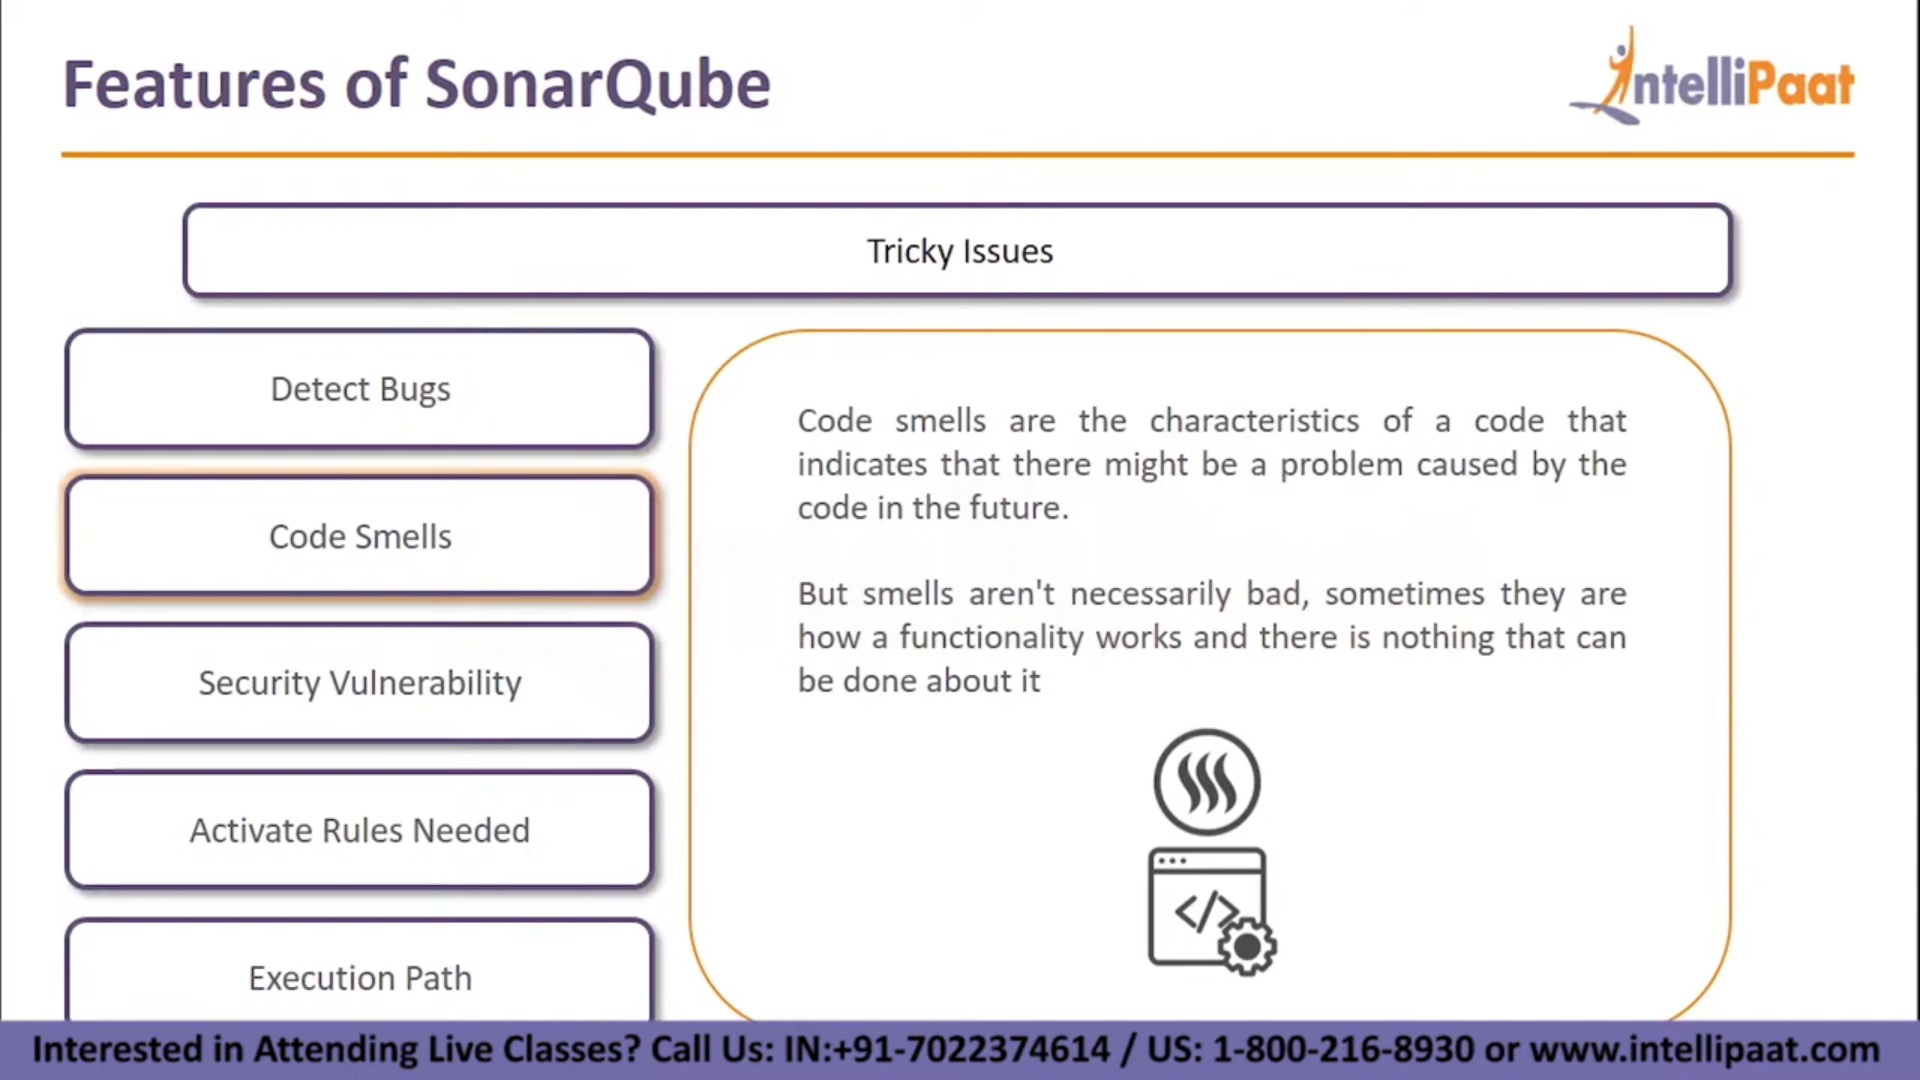 Features of SonarQube
IntelliPaat
Tricky Issues
Detect Bugs
Code Smells
Security Vulnerability
Activate Rules Needed
Execution Path
Code smells are the characteristics of a code that
indicates that there might be a problem caused by the
code in the future.
But smells aren't necessarily bad, sometimes they are
how a functionality works and there is nothing that can
be done about it
</>
Interested in Attending Live Classes? Call Us: IN:+91-7022374614 / US: 1-800-216-8930 or www.intellipaat.com